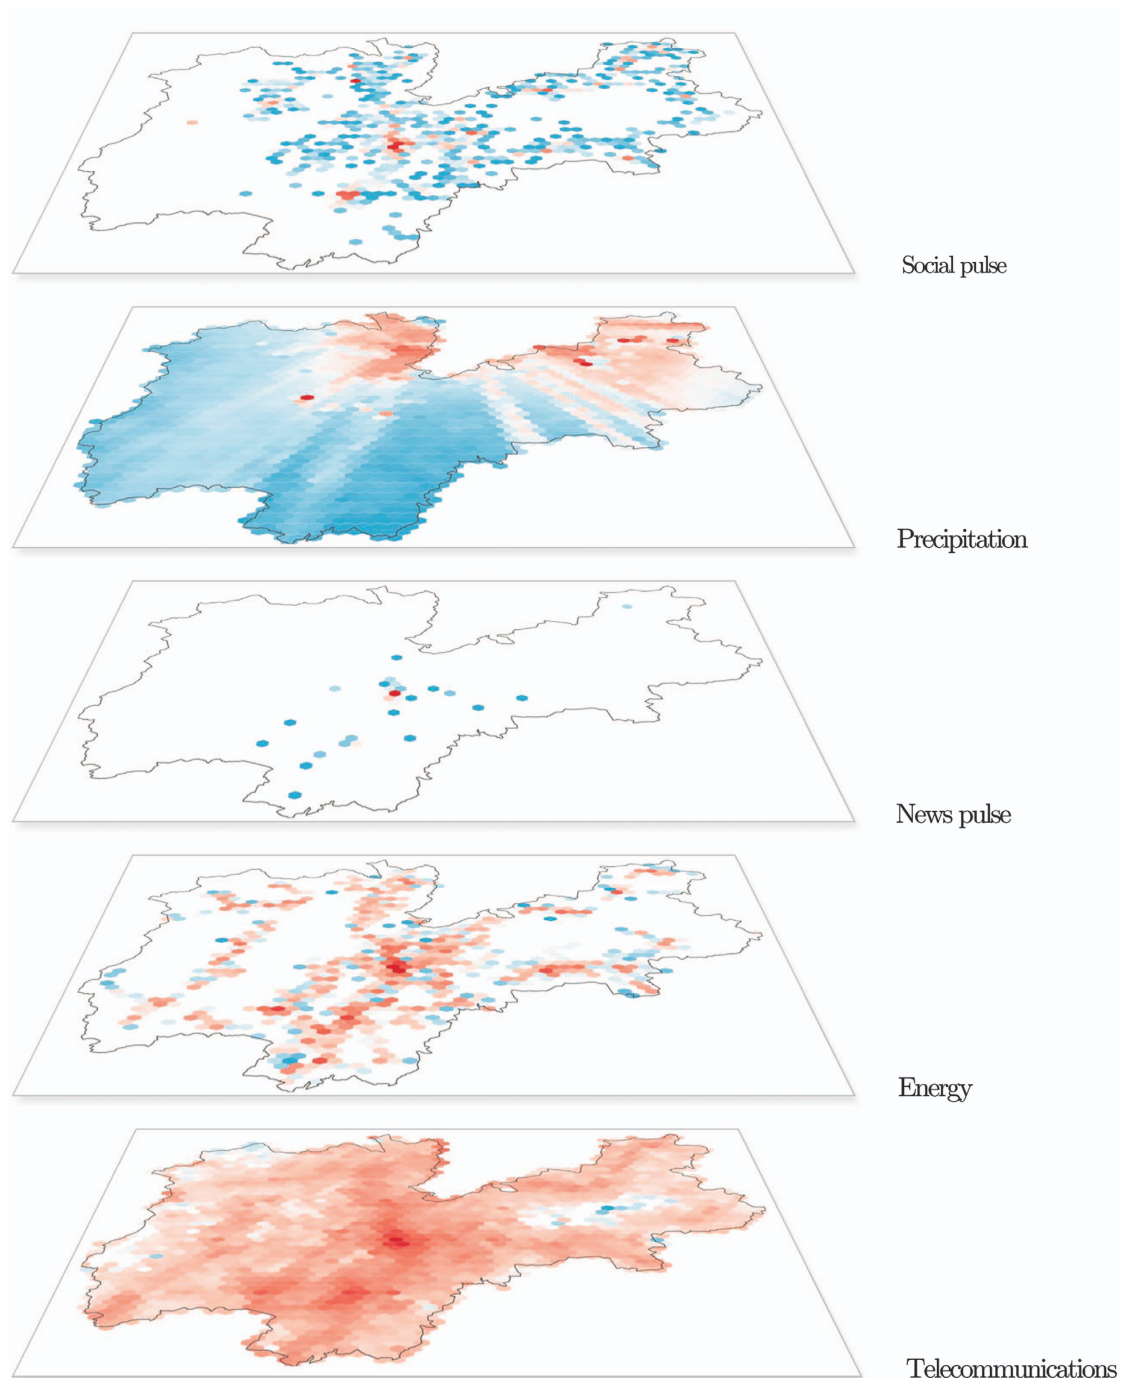 Social pulse
Precipitation
News pulse
Energy
Telecommunications